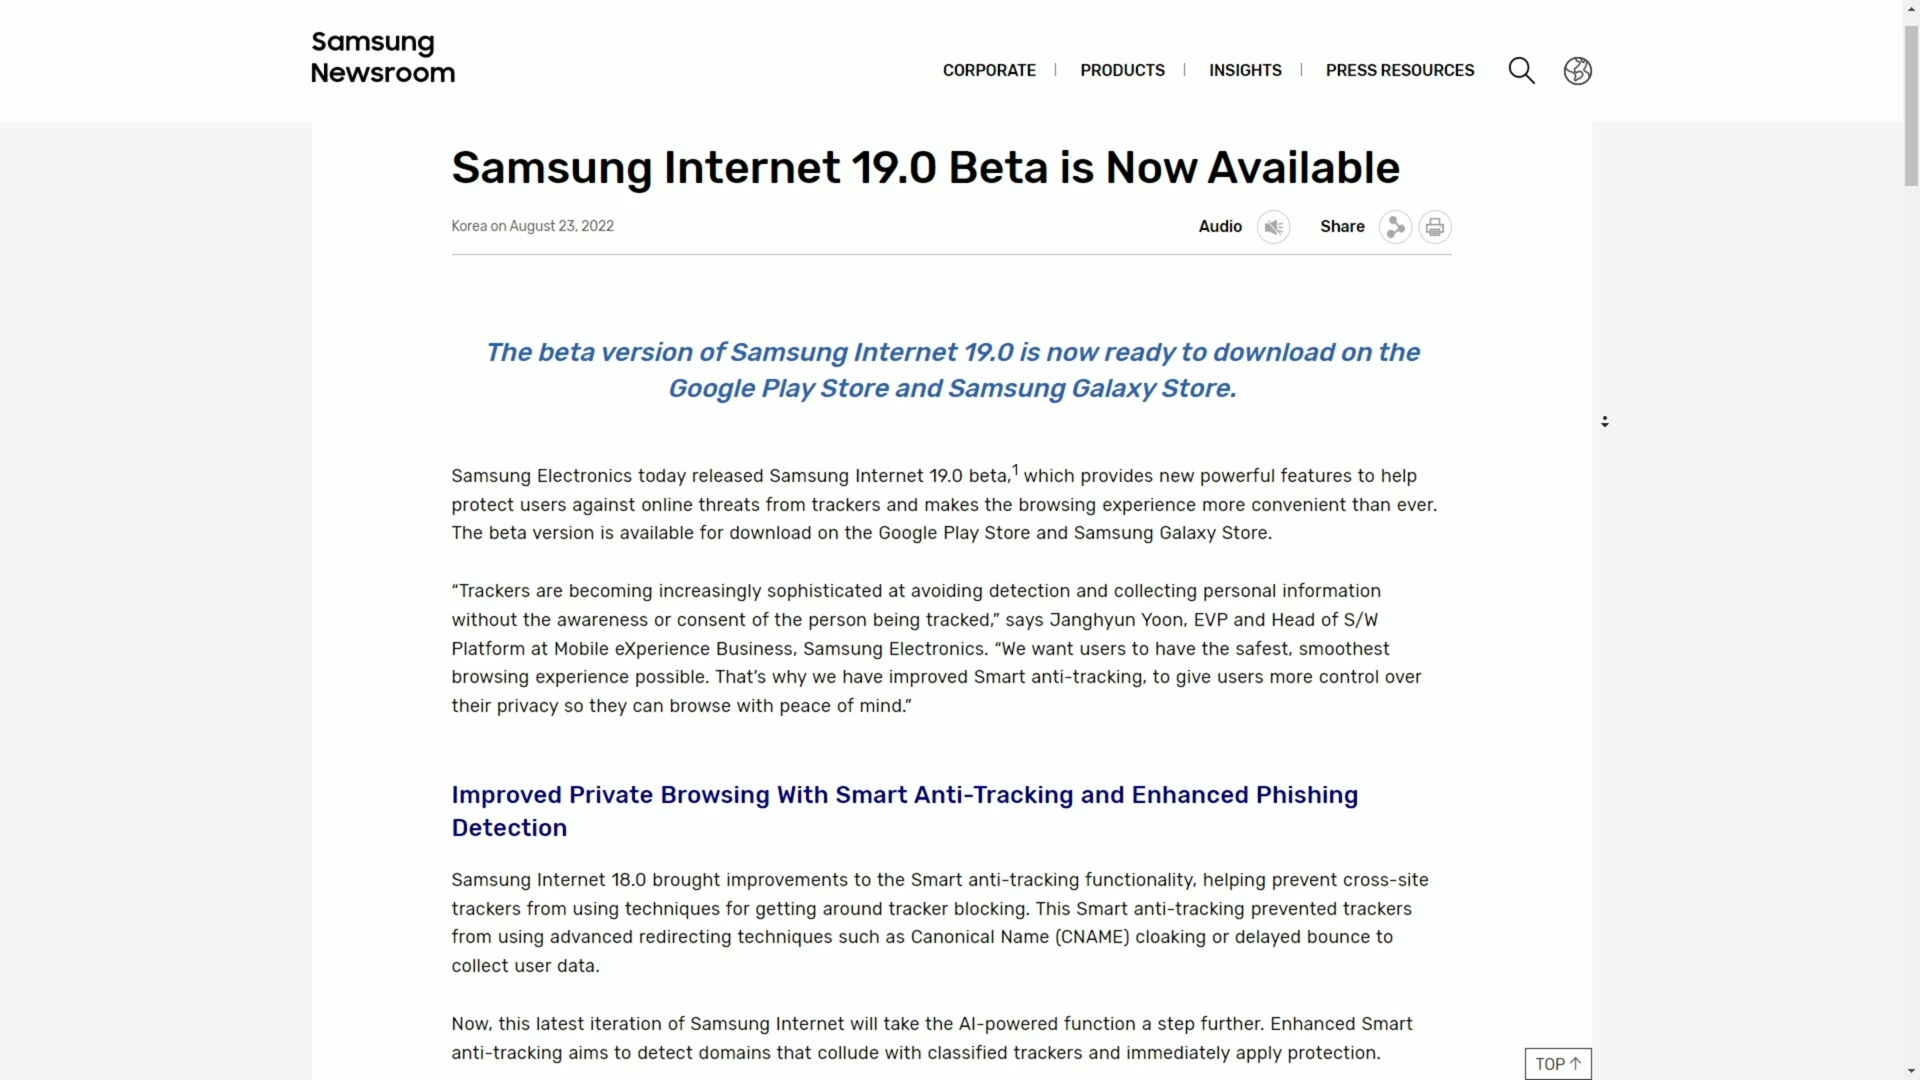 Samsung
Newsroom
CORPORATE | PRODUCTS | INSIGHTS | PRESS RESOURCES
Samsung Internet 19.0 Beta is Now Available
Korea on August 23, 2022
Audio
Share
The beta version of Samsung Internet 19.0 is now ready to download on the
Google Play Store and Samsung Galaxy Store.
Samsung Electronics today released Samsung Internet 19.0 beta,1 which provides new powerful features to help
protect users against online threats from trackers and makes the browsing experience more convenient than ever.
The beta version is available for download on the Google Play Store and Samsung Galaxy Store.
“Trackers are becoming increasingly sophisticated at avoiding detection and collecting personal information
without the awareness or consent of the person being tracked,” says Janghyun Yoon, EVP and Head of S/W
Platform at Mobile eXperience Business, Samsung Electronics. “We want users to have the safest, smoothest
browsing experience possible. That’s why we have improved Smart anti-tracking, to give users more control over
their privacy so they can browse with peace of mind.”
Improved Private Browsing With Smart Anti-Tracking and Enhanced Phishing
Detection
Samsung Internet 18.0 brought improvements to the Smart anti-tracking functionality, helping prevent cross-site
trackers from using techniques for getting around tracker blocking. This Smart anti-tracking prevented trackers
from using advanced redirecting techniques such as Canonical Name (CNAME) cloaking or delayed bounce to
collect user data.
Now, this latest iteration of Samsung Internet will take the AI-powered function a step further. Enhanced Smart
anti-tracking aims to detect domains that collude with classified trackers and immediately apply protection.
TOP ↑